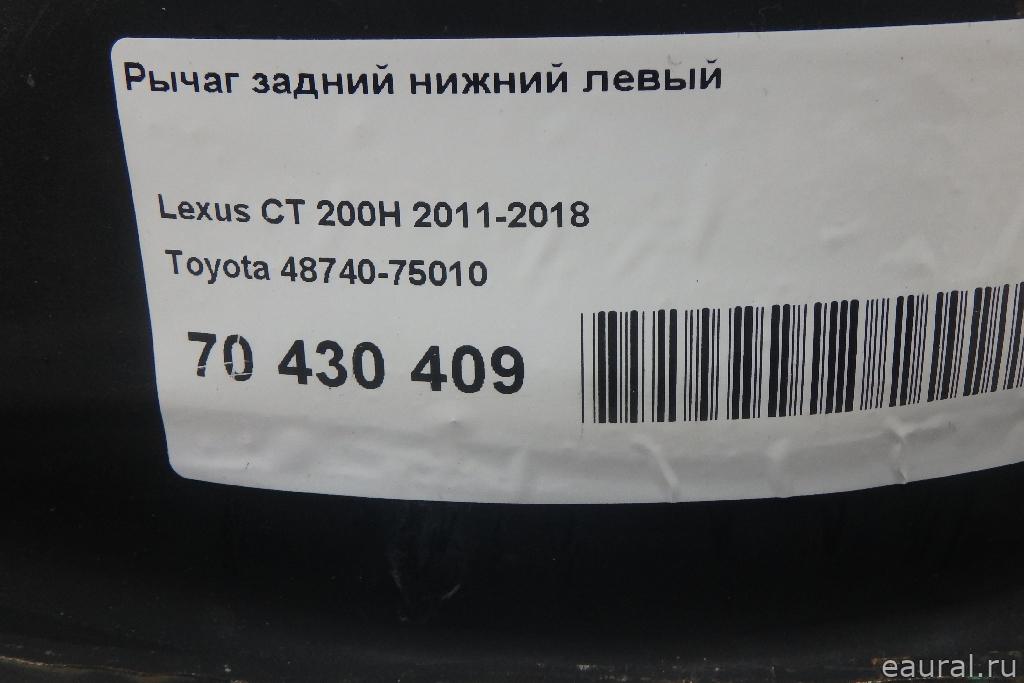 Рычаг задний нижний левый
Lexus CT 200H 2011-2018
Toyota 48740-75010
70 430 409
eaural.ru